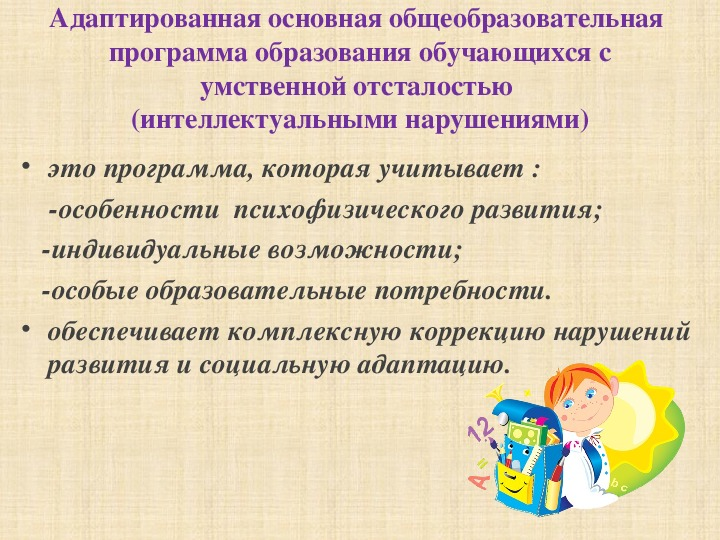 Адаптированная основная общеобразовательная
программа образования обучающихся с
умственной отсталостью
(интеллектуальными нарушениями)
• это программа, которая учитывает :
-особенности психофизического развития;
-индивидуальные возможности;
-особые образовательные потребности.
• обеспечивает комплексную коррекцию нарушений
развития и социальную адаптацию.
12
А
и
b c